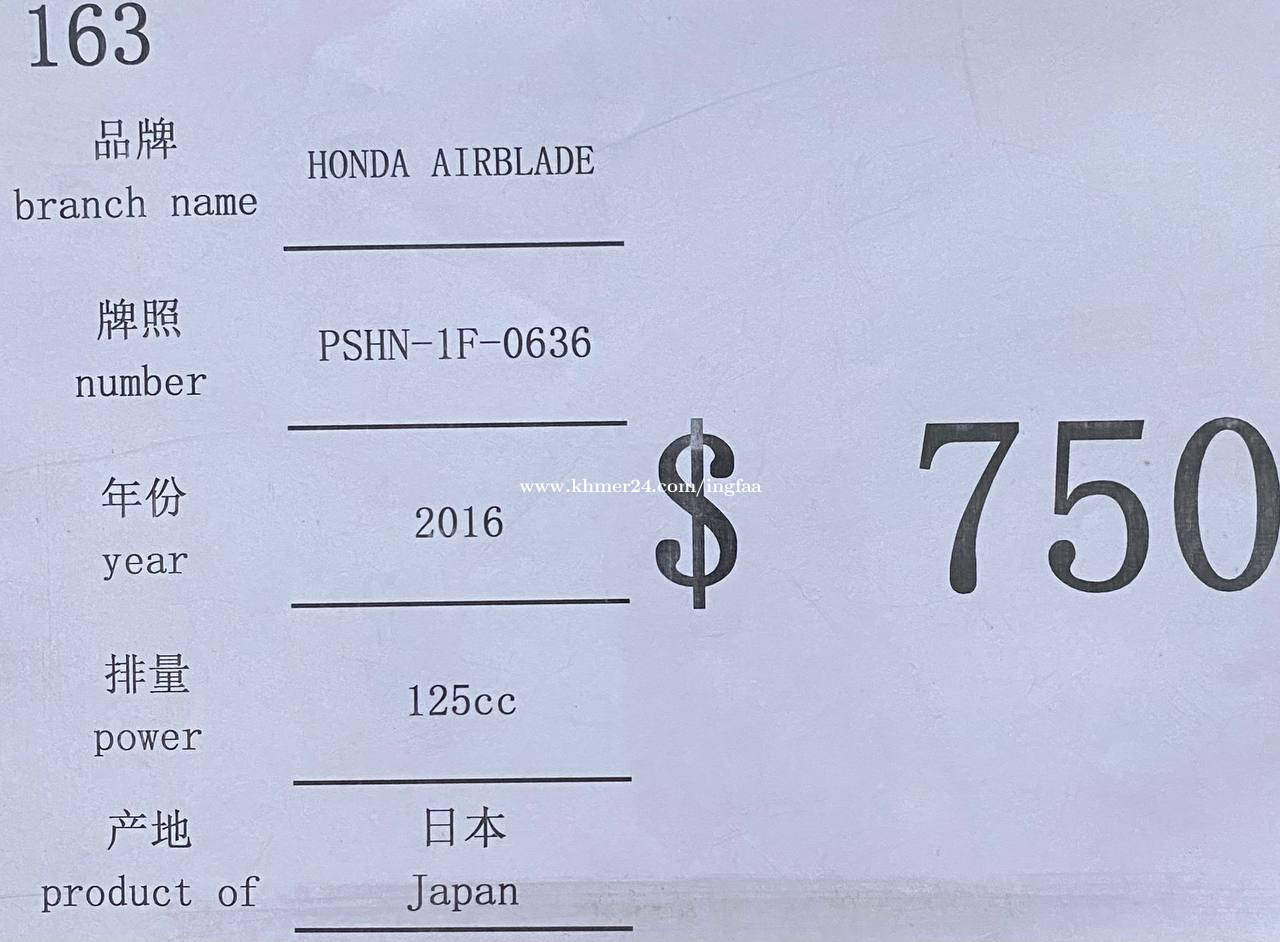 163
品牌
branch name
HONDA AIRBLADE
牌照
number
PSHN-1F-0636
年份
year
2016
$ 750
www.khmer24.com/ingfaa
排量
power
125cc
产地
product of
日本
Japan